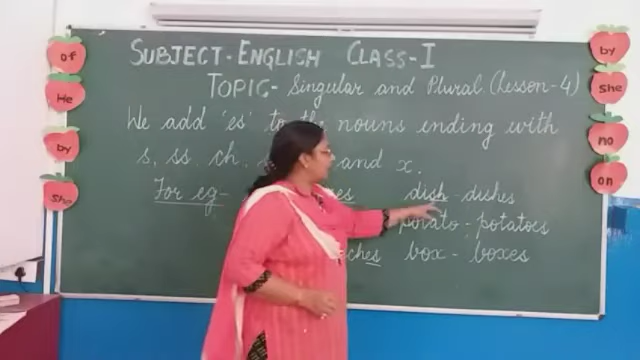 SUBJECT-ENGLISH CLASS-I
TOPIC- Singular and Plural (Lesson-4)
We add 'es' to the nouns ending with
s, ss, ch, and x.
For eg- dish - dishes
potato - potatoes
box - boxes
of
He
by
She
by
she
no
on